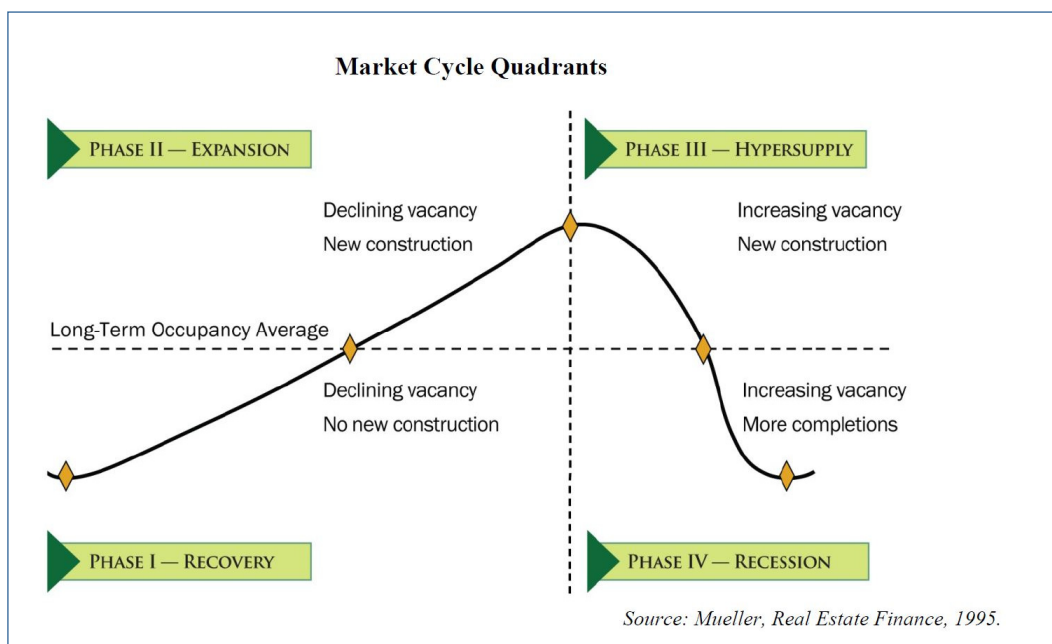 Market Cycle Quadrants
PHASE II — EXPANSION
PHASE III — HYPERSUPPLY
Declining vacancy
New construction
Increasing vacancy
New construction
Long-Term Occupancy Average
Declining vacancy
No new construction
Increasing vacancy
More completions
PHASE I — RECOVERY
PHASE IV — RECESSION
Source: Mueller, Real Estate Finance, 1995.